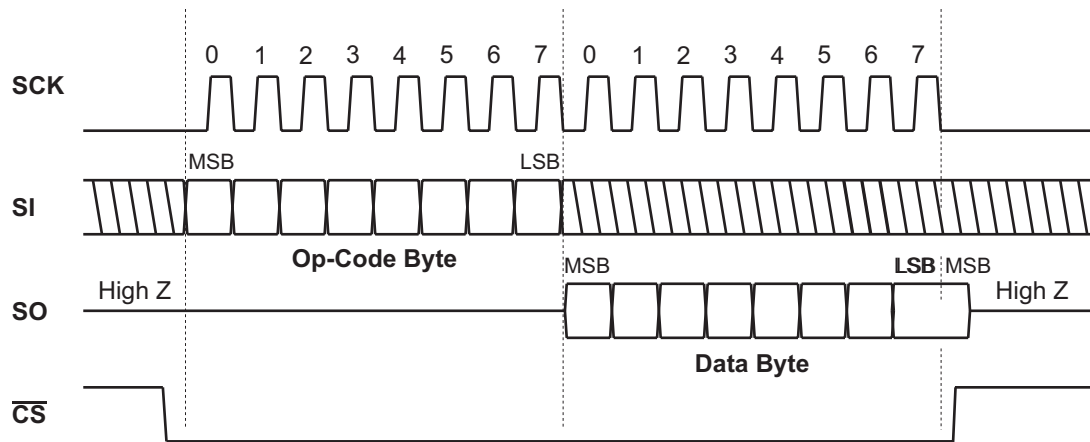 0 1 2 3 4 5 6 7 0 1 2 3 4 5 6 7
SCK
MSB LSB
SI
Op-Code Byte
MSB LSB MSB
High Z High Z
SO
Data Byte
CS